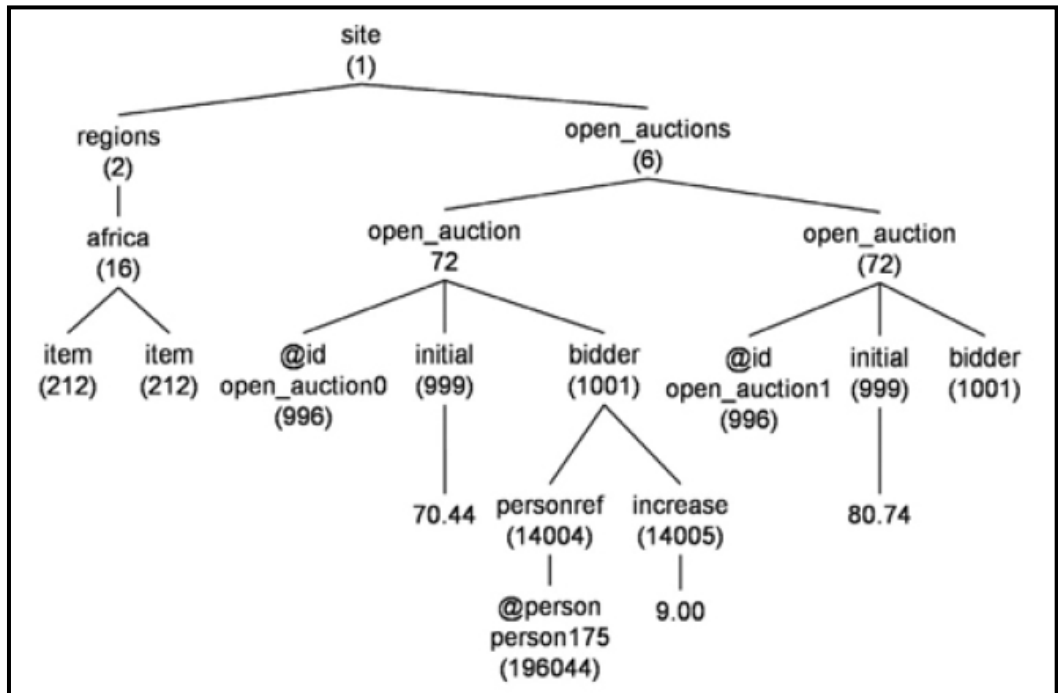 site
(1)
regions
(2)
open_auctions
(6)
africa
(16)
open_auction
72
open_auction
(72)
item
(212)
item
(212)
@id
open_auction0
(996)
initial
(999)
bidder
(1001)
@id
open_auction1
(996)
initial
(999)
bidder
(1001)
70.44
personref
(14004)
increase
(14005)
80.74
@person
person175
(196044)
9.00